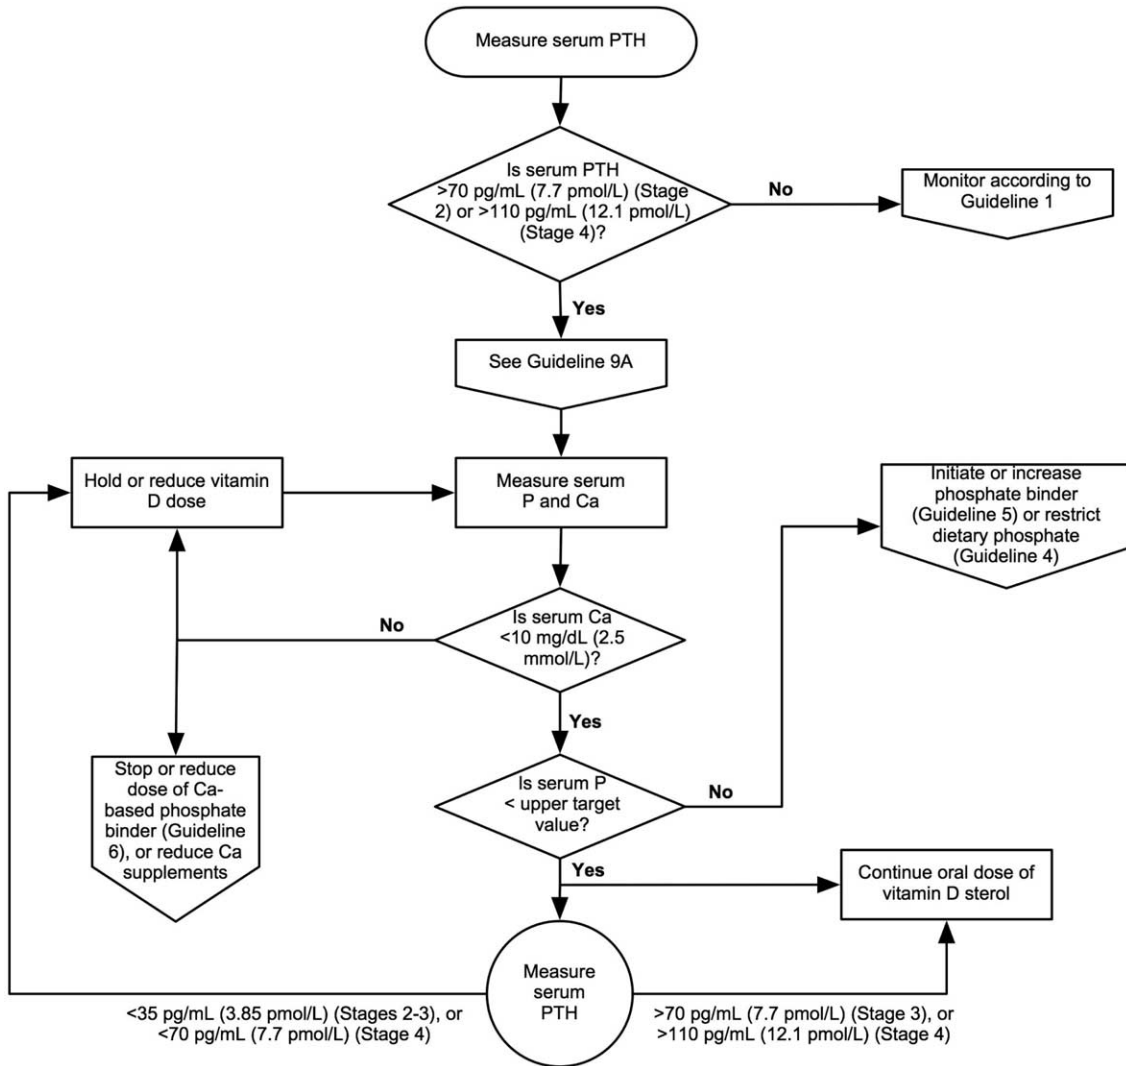 Measure serum PTH
Is serum PTH
>70 pg/mL (7.7 pmol/L) (Stage
2) or >110 pg/mL (12.1 pmol/L)
(Stage 4)?
No
Monitor according to
Guideline 1
Yes
See Guideline 9A
Hold or reduce vitamin
D dose
Measure serum
P and Ca
Initiate or increase
phosphate binder
(Guideline 5) or restrict
dietary phosphate
(Guideline 4)
Is serum Ca
<10 mg/dL (2.5
mmol/L)?
No
Yes
Stop or reduce
dose of Ca-
based phosphate
binder (Guideline
6), or reduce Ca
supplements
Is serum P
< upper target
value?
No
Yes
Continue oral dose of
vitamin D sterol
Measure
serum
PTH
<35 pg/mL (3.85 pmol/L) (Stages 2-3), or
<70 pg/mL (7.7 pmol/L) (Stage 4)
>70 pg/mL (7.7 pmol/L) (Stage 3), or
>110 pg/mL (12.1 pmol/L) (Stage 4)